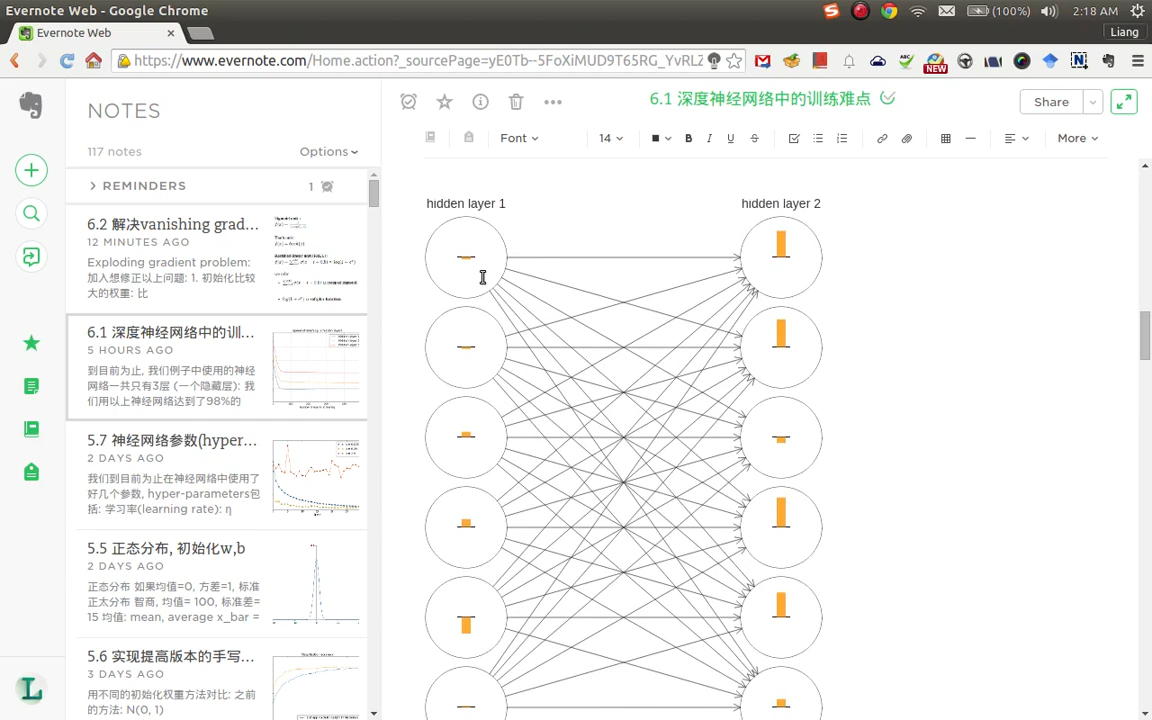 Evernote Web - Google Chrome
(100%)
2:18 AM
Evernote Web
Liang
https://www.evernote.com/Home.action?_sourcePage=yE0Tb--5FoXiMUD9T65RG_YvRLZ
NEW
NOTES
117 notes
Options
REMINDERS
1
6.2 解决vanishing grad...
12 MINUTES AGO
Exploding gradient problem:
加入想修正以上问题: 1. 初始化比较
大的权重: 比
6.1 深度神经网络中的训...
5 HOURS AGO
到目前为止, 我们例子中使用的神经
网络一共只有3层 (一个隐藏层): 我
们用以上神经网络达到了98%的
5.7 神经网络参数(hyper...
2 DAYS AGO
我们到目前为止在神经网络中使用了
好几个参数, hyper-parameters包
括: 学习率(learning rate): η
5.5 正态分布, 初始化w,b
2 DAYS AGO
正态分布 如果均值=0, 方差=1, 标准
正太分布 智商, 均值= 100, 标准差=
15 均值: mean, average x_bar =
5.6 实现提高版本的手写...
3 DAYS AGO
用不同的初始化权重方法对比: 之前
的方法: N(0, 1)
6.1 深度神经网络中的训练难点
Share
Font
14
B
I
U
More
hidden layer 1
hidden layer 2